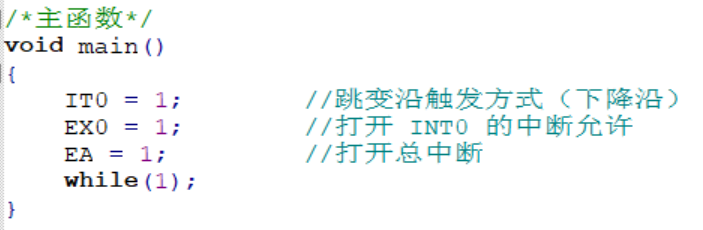 /*主函数*/
void main()
{
    IT0 = 1;          //跳变沿触发方式（下降沿）
    EX0 = 1;          //打开 INT0 的中断允许
    EA = 1;           //打开总中断
    while(1);
}